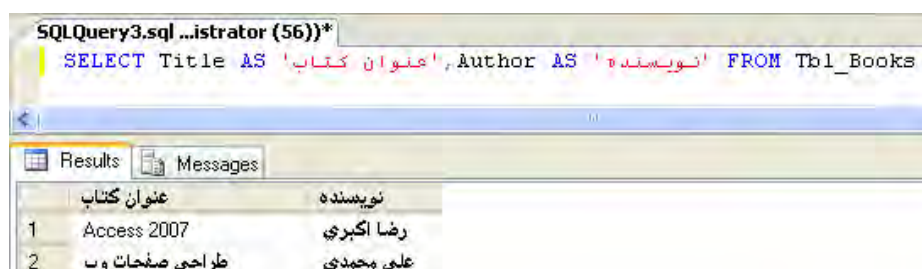 SQLQuery3.sql ...istrator (56))*
SELECT Title AS 'عنوان کتاب',Author AS 'نویسنده' FROM Tbl_Books
Results Messages
عنوان کتاب نویسنده
1 Access 2007 رضا اکبری
2 طراحی صفحات وب علی محمدی